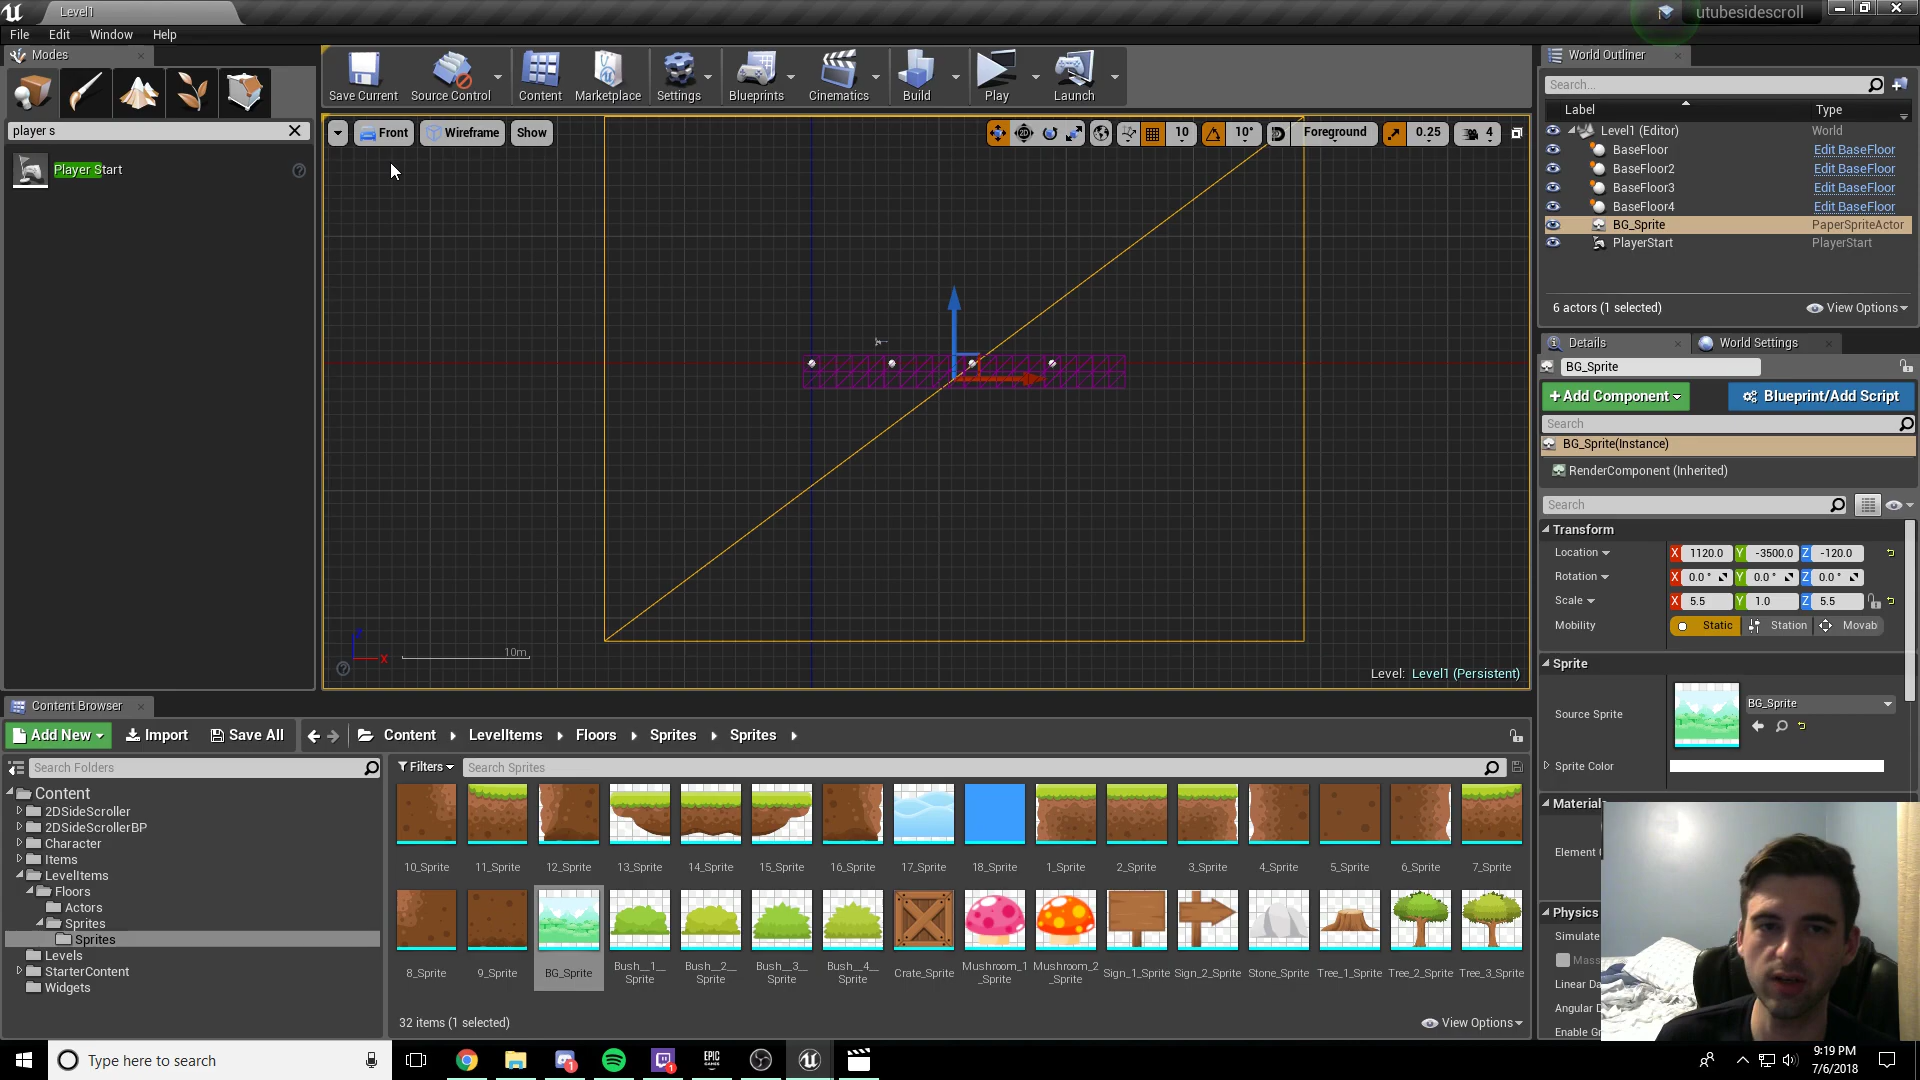 Level1
utubesidescroll
File Edit Window Help
Modes
player s
Player Start
Save Current
Source Control
Content
Marketplace
Settings
Blueprints
Cinematics
Build
Play
Launch
Front
Wireframe
Show
10
10°
Foreground
0.25
4
X
10m
Level: Level1 (Persistent)
World Outliner
Search...
Label Type
Level1 (Editor) World
BaseFloor Edit BaseFloor
BaseFloor2 Edit BaseFloor
BaseFloor3 Edit BaseFloor
BaseFloor4 Edit BaseFloor
BG_Sprite PaperSpriteActor
PlayerStart PlayerStart
6 actors (1 selected)
View Options
Details
World Settings
BG_Sprite
+Add Component
Blueprint/Add Script
Search
BG_Sprite(Instance)
RenderComponent (Inherited)
Search
Transform
Location X 1120.0 Y -3500.0 Z -120.0
Rotation X 0.0 ° Y 0.0 ° Z 0.0 °
Scale X 5.5 Y 1.0 Z 5.5
Mobility Static Station Movab
Sprite
Source Sprite
BG_Sprite
Sprite Color
Material
Element
Physics
Simulate
Mass
Linear Da
Angular D
Enable Gr
Content Browser
Add New
Import
Save All
Content LevelItems Floors Sprites Sprites
Search Folders
Filters
Search Sprites
Content
2DSideScroller
2DSideScrollerBP
Character
Items
LevelItems
Floors
Actors
Sprites
Sprites
Levels
StarterContent
Widgets
10_Sprite 11_Sprite 12_Sprite 13_Sprite 14_Sprite 15_Sprite 16_Sprite 17_Sprite 18_Sprite 1_Sprite 2_Sprite 3_Sprite 4_Sprite 5_Sprite 6_Sprite 7_Sprite
8_Sprite 9_Sprite BG_Sprite Bush__1__Sprite Bush__2__Sprite Bush__3__Sprite Bush__4__Sprite Crate_Sprite Mushroom_1_Sprite Mushroom_2_Sprite Sign_1_Sprite Sign_2_Sprite Stone_Sprite Tree_1_Sprite Tree_2_Sprite Tree_3_Sprite
32 items (1 selected)
View Options
Type here to search
EPIC
GAMES
9:19 PM
7/6/2018